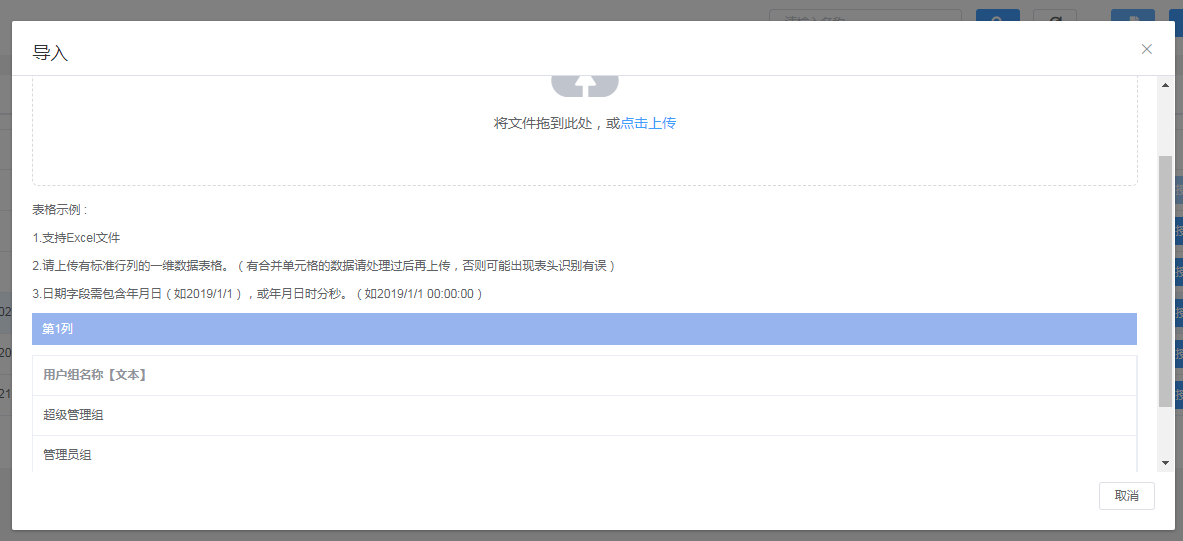 导入
将文件拖到此处，或点击上传
表格示例：
1.支持Excel文件
2.请上传有标准行列的一维数据表格。（有合并单元格的数据请处理过后再上传，否则可能出现表头识别有误）
3.日期字段需包含年月日（如2019/1/1），或年月日时分秒。（如2019/1/1 00:00:00）
第1列
用户组名称【文本】
超级管理组
管理员组
取消